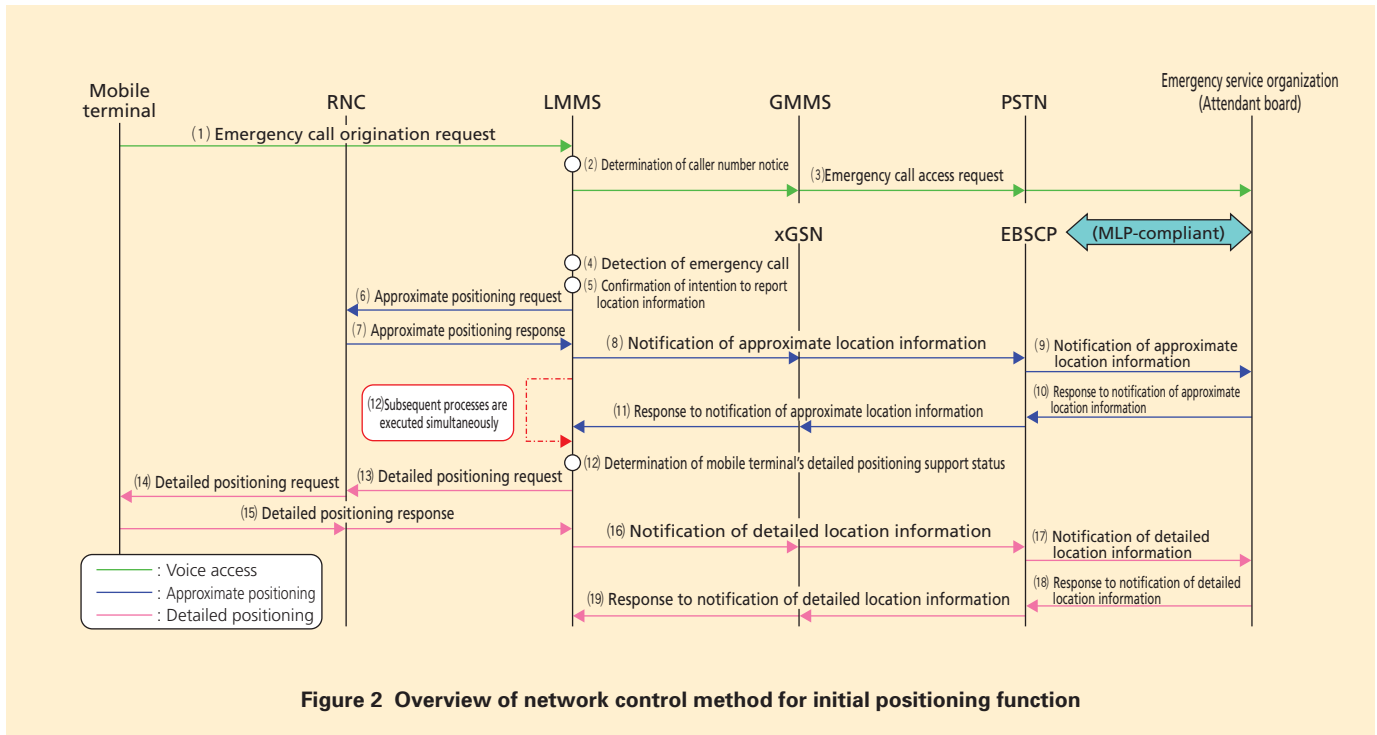 Mobile
terminal
RNC
LMMS
GMMS
PSTN
Emergency service organization
(Attendant board)
(1) Emergency call origination request
(2) Determination of caller number notice
(3)Emergency call access request
xGSN
EBSCP
(MLP-compliant)
(4) Detection of emergency call
(5) Confirmation of intention to report
location information
(6) Approximate positioning request
(7) Approximate positioning response
(8) Notification of approximate location information
(9) Notification of approximate
location information
(10) Response to notification of approximate
location information
(11) Response to notification of approximate location information
(12)Subsequent processes are
executed simultaneously
(12) Determination of mobile terminal's detailed positioning support status
(13) Detailed positioning request
(14) Detailed positioning request
(15) Detailed positioning response
(16) Notification of detailed location information
(17) Notification of detailed
location information
(18) Response to notification of detailed
location information
(19) Response to notification of detailed location information
: Voice access
: Approximate positioning
: Detailed positioning
Figure 2 Overview of network control method for initial positioning function